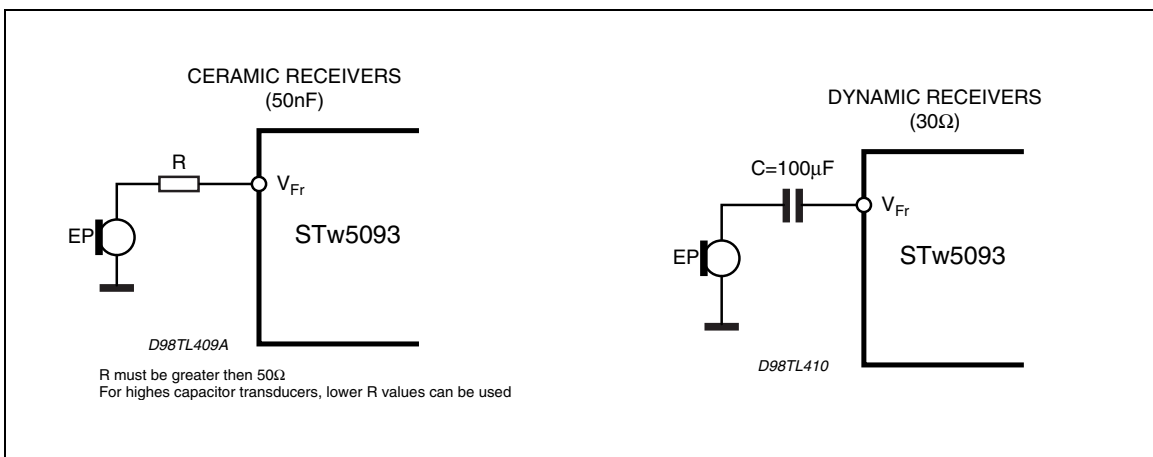 CERAMIC RECEIVERS
(50nF)
R
V_Fr
EP
STw5093
D98TL409A
R must be greater then 50Ω
For highes capacitor transducers, lower R values can be used
DYNAMIC RECEIVERS
(30Ω)
C=100μF
V_Fr
EP
STw5093
D98TL410